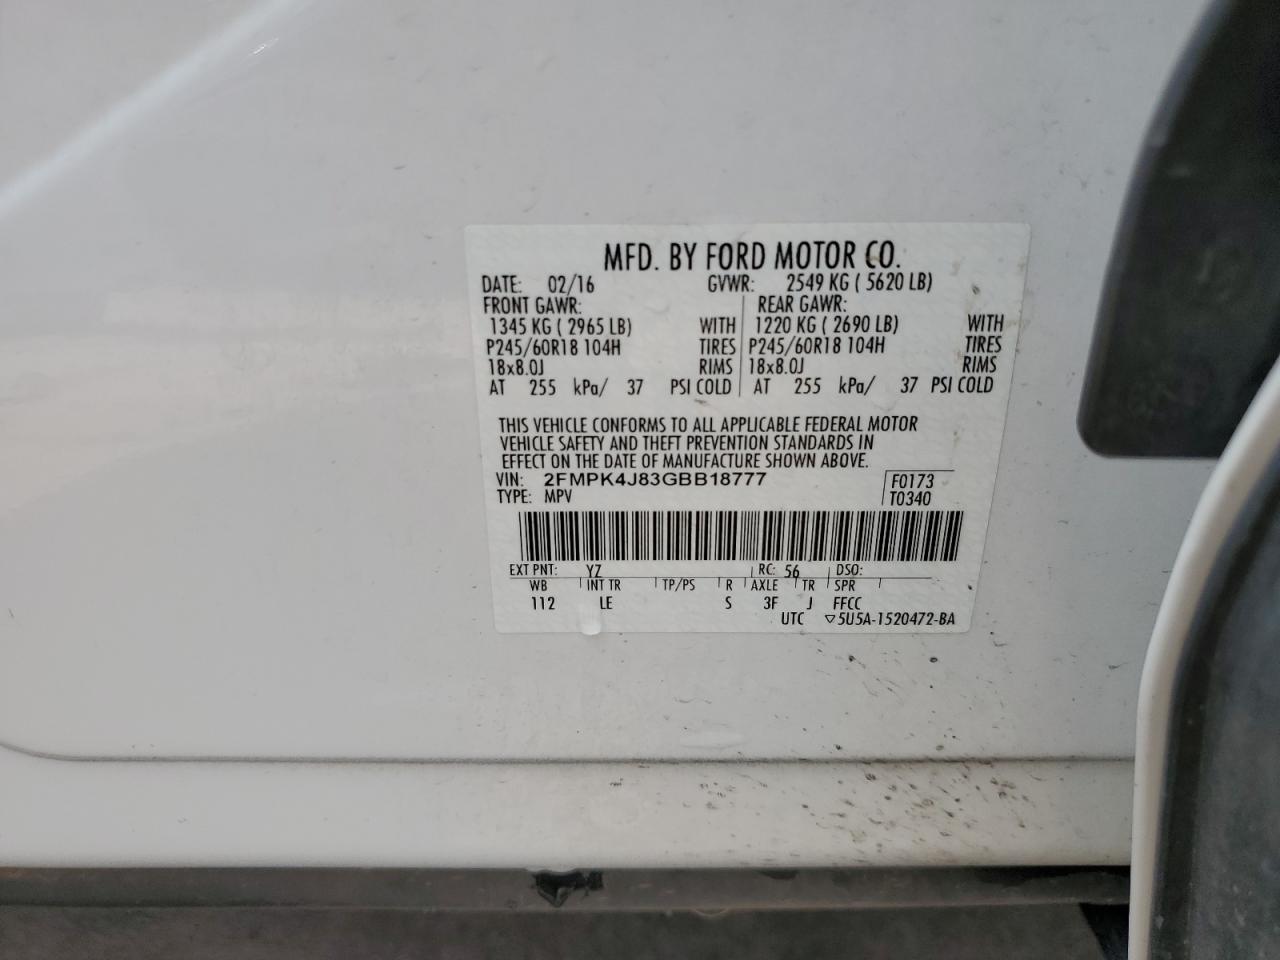 MFD. BY FORD MOTOR CO.
DATE: 02/16 GVWR: 2549 KG ( 5620 LB)
FRONT GAWR: REAR GAWR:
1345 KG ( 2965 LB) WITH 1220 KG ( 2690 LB) WITH
P245/60R18 104H TIRES P245/60R18 104H TIRES
18x8.0J RIMS 18x8.0J RIMS
AT 255 kPa/ 37 PSI COLD AT 255 kPa/ 37 PSI COLD
THIS VEHICLE CONFORMS TO ALL APPLICABLE FEDERAL MOTOR
VEHICLE SAFETY AND THEFT PREVENTION STANDARDS IN
EFFECT ON THE DATE OF MANUFACTURE SHOWN ABOVE.
VIN: 2FMPK4J83GBB18777 F0173
TYPE: MPV T0340
EXT PNT: YZ RC: 56 DSO:
WB INT TR TP/PS R AXLE TR SPR
112 LE S 3F J FFCC
UTC ▽5U5A-1520472-BA